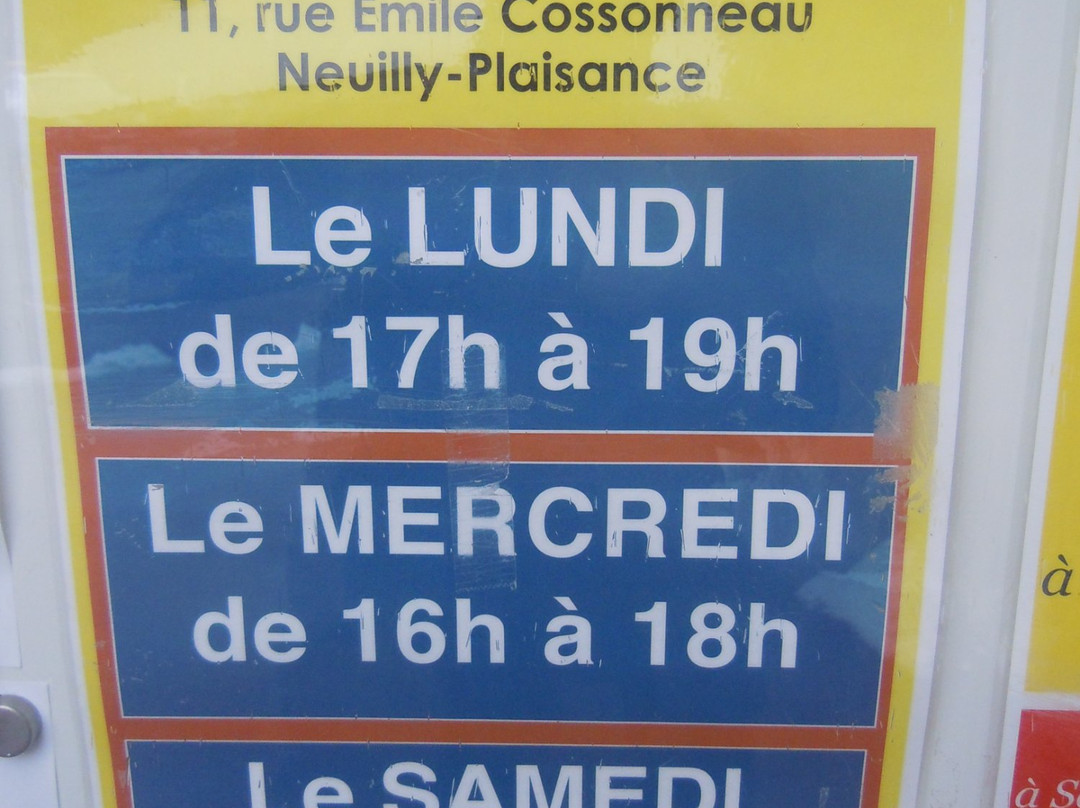 11, rue Emile Cossonneau
Neuilly-Plaisance
Le LUNDI
de 17h à 19h
Le MERCREDI
de 16h à 18h
Le SAMEDI
à
à